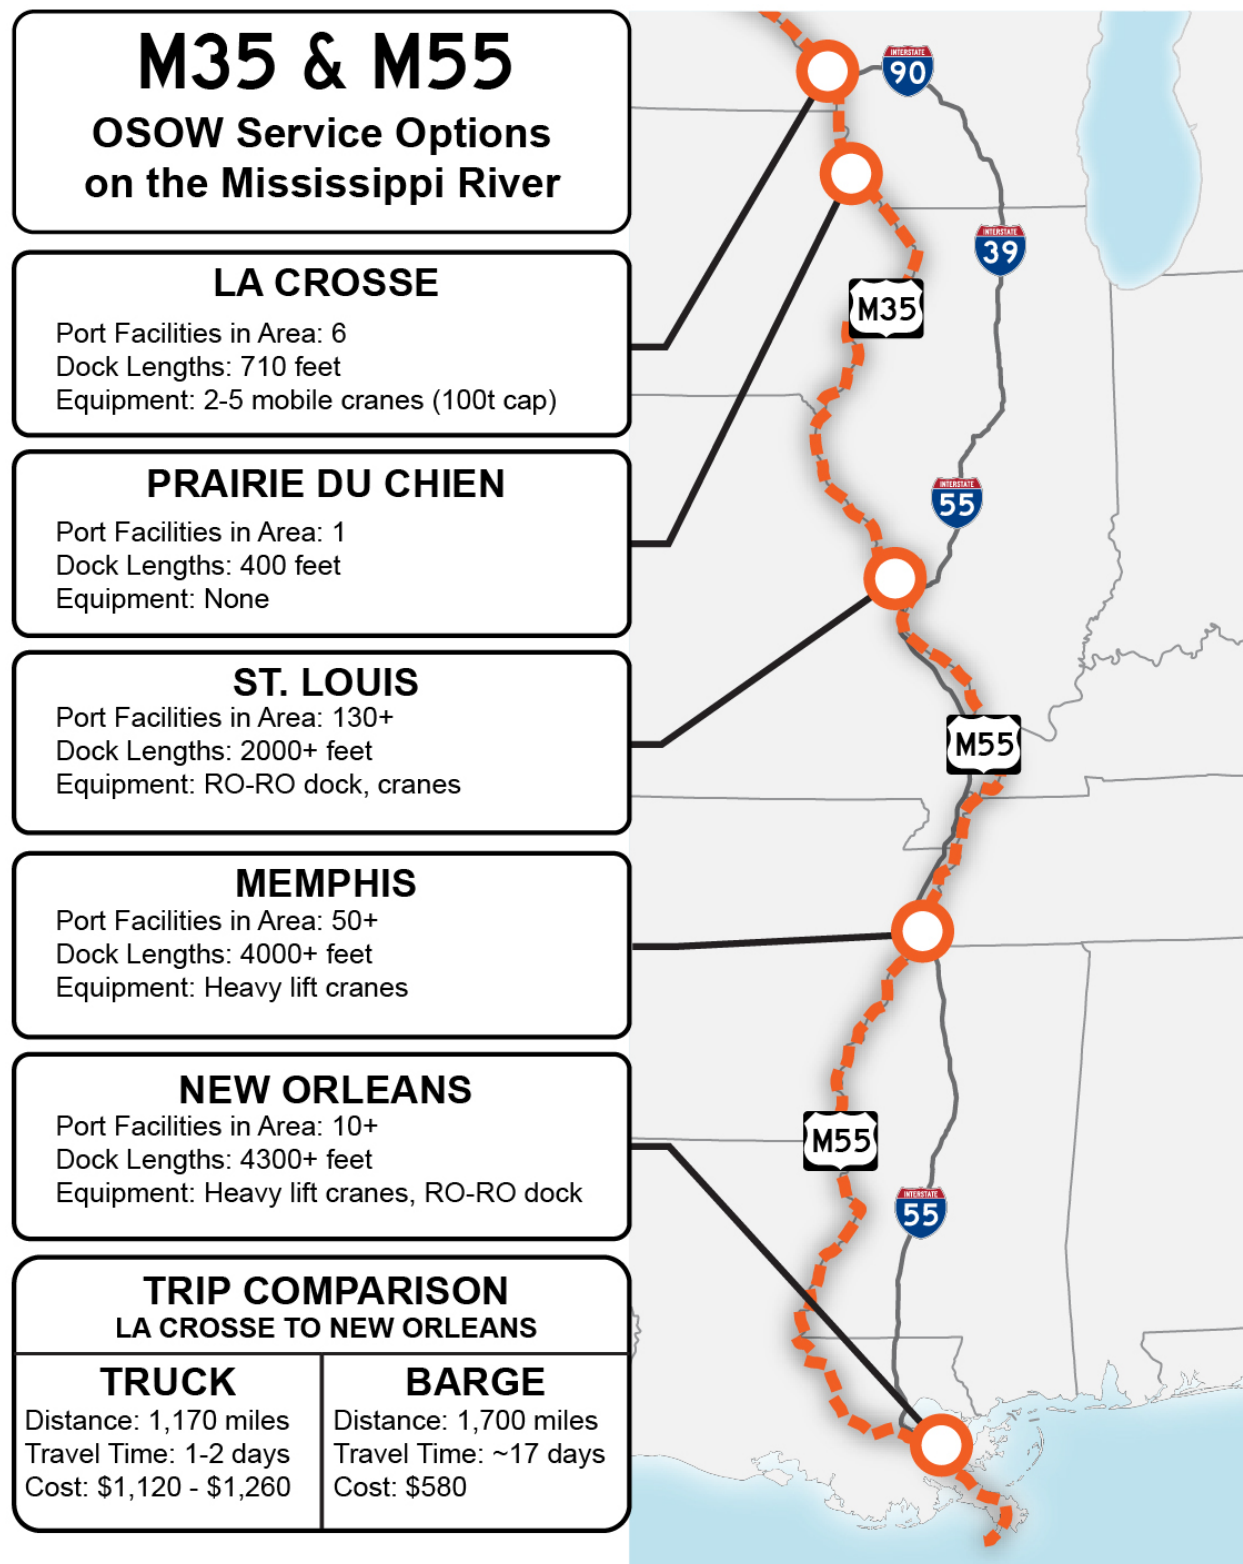 M35 & M55
OSOW Service Options
on the Mississippi River
LA CROSSE
Port Facilities in Area: 6
Dock Lengths: 710 feet
Equipment: 2-5 mobile cranes (100t cap)
PRAIRIE DU CHIEN
Port Facilities in Area: 1
Dock Lengths: 400 feet
Equipment: None
ST. LOUIS
Port Facilities in Area: 130+
Dock Lengths: 2000+ feet
Equipment: RO-RO dock, cranes
MEMPHIS
Port Facilities in Area: 50+
Dock Lengths: 4000+ feet
Equipment: Heavy lift cranes
NEW ORLEANS
Port Facilities in Area: 10+
Dock Lengths: 4300+ feet
Equipment: Heavy lift cranes, RO-RO dock
TRIP COMPARISON
LA CROSSE TO NEW ORLEANS
TRUCK
Distance: 1,170 miles
Travel Time: 1-2 days
Cost: $1,120 - $1,260
BARGE
Distance: 1,700 miles
Travel Time: ~17 days
Cost: $580
INTERSTATE
90
INTERSTATE
39
M35
INTERSTATE
55
M55
M55
INTERSTATE
55